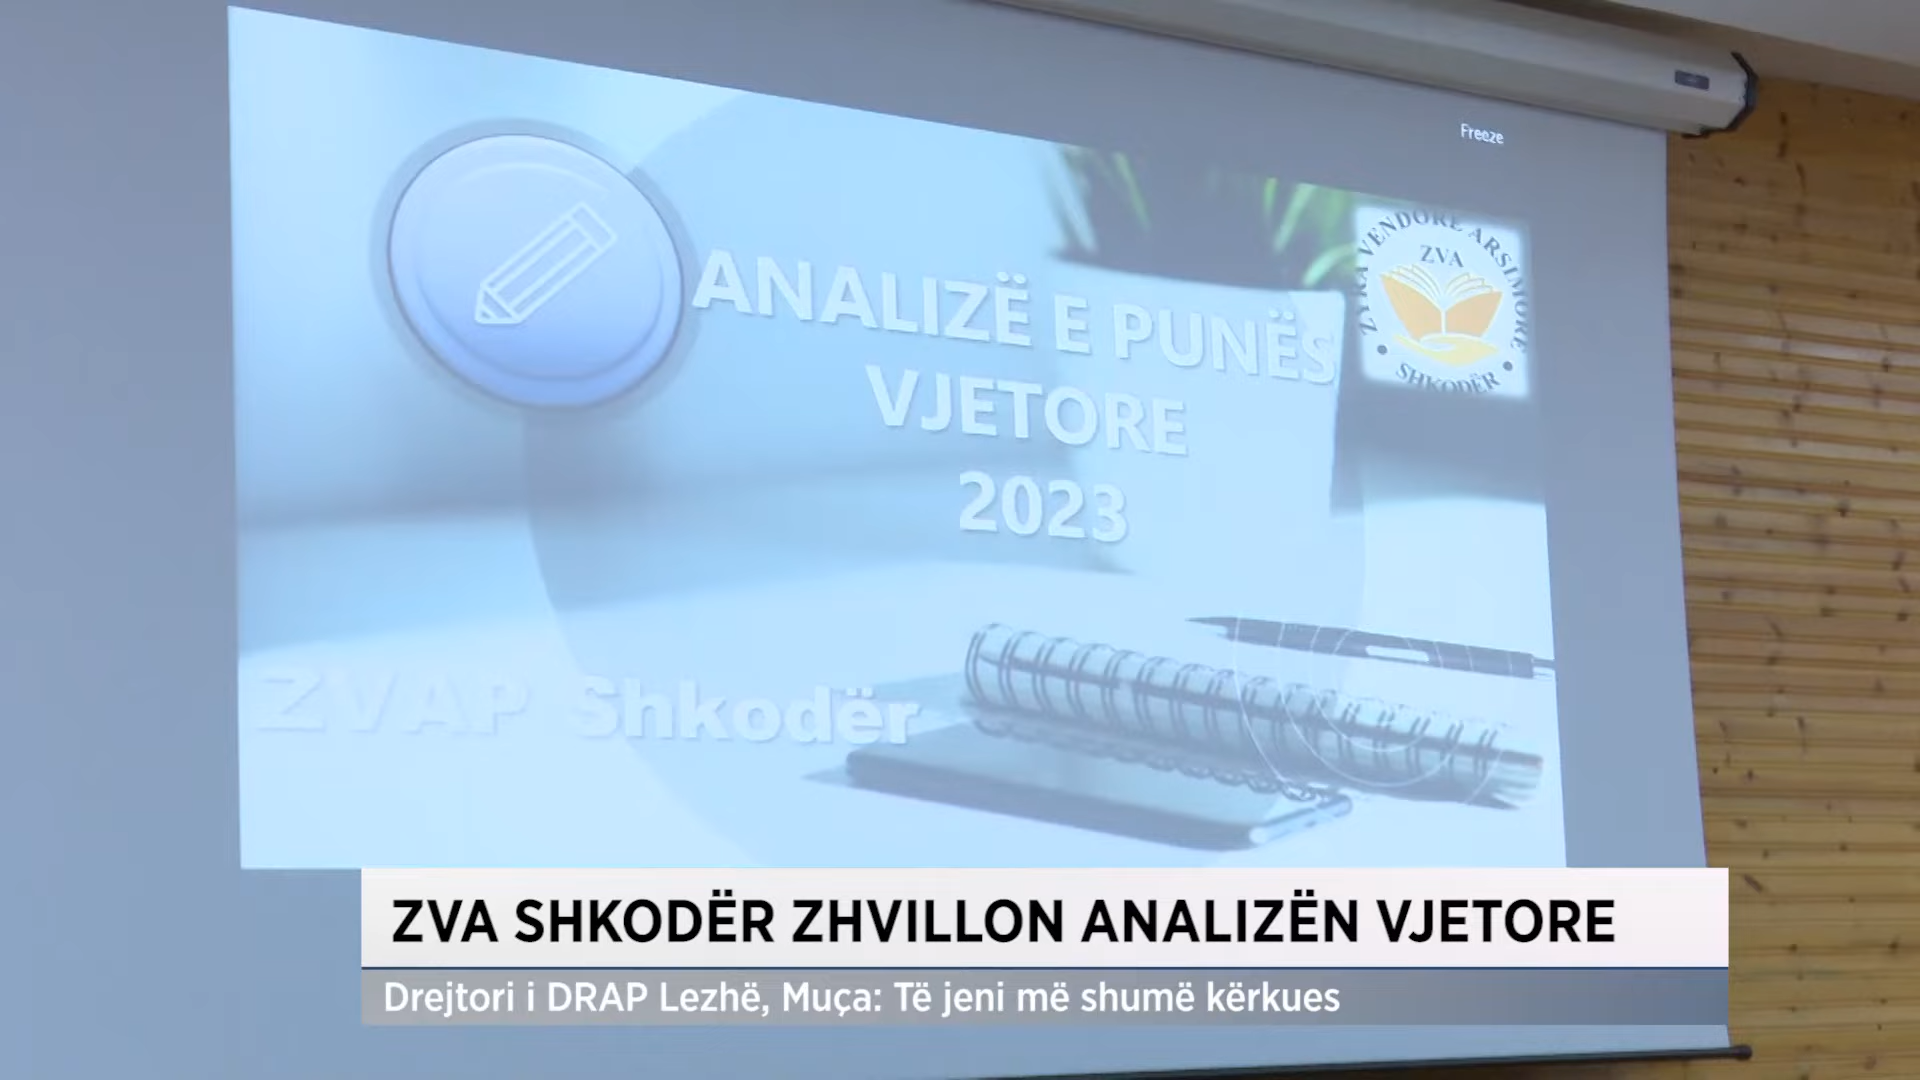 Freeze
ZYRA VENDORE ARSIMORE
ZVA
SHKODËR
ANALIZË E PUNËS
VJETORE
2023
ZVAP Shkodër
ZVA SHKODËR ZHVILLON ANALIZËN VJETORE
Drejtori i DRAP Lezhë, Muça: Të jeni më shumë kërkues